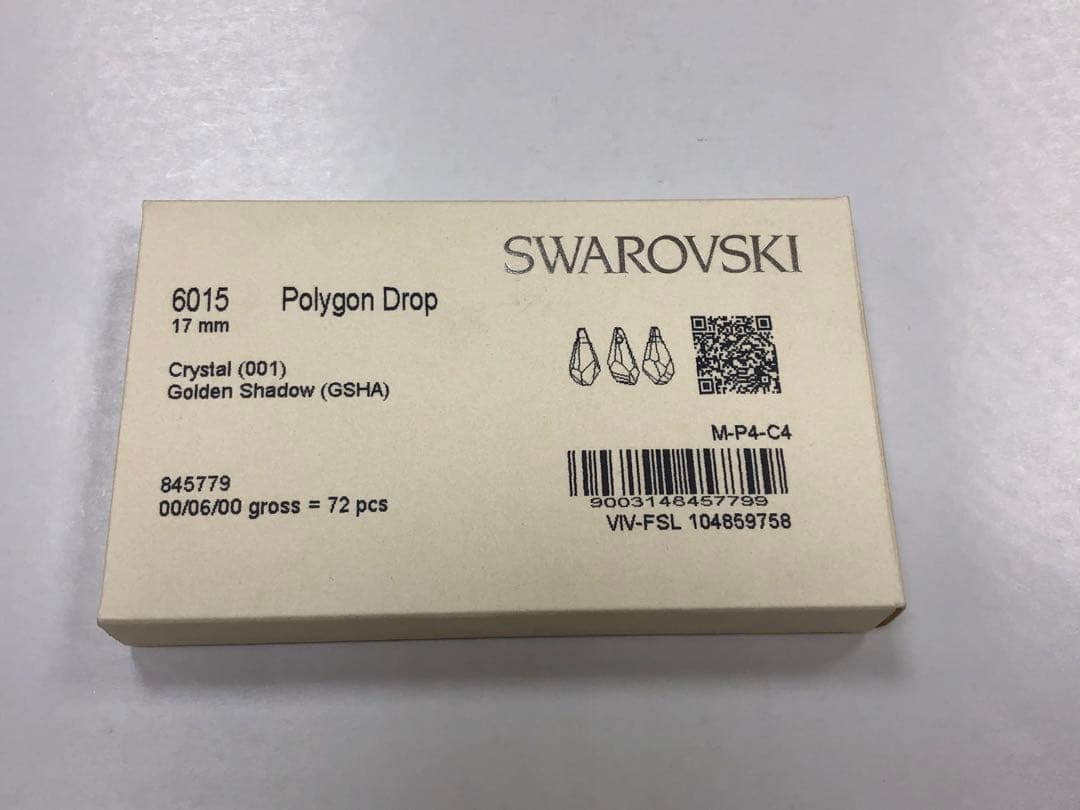 SWAROVSKI
6015 Polygon Drop
17 mm
Crystal (001)
Golden Shadow (GSHA)
M-P4-C4
845779
00/06/00 gross = 72 pcs
9003148457799
VIV-FSL 104859758